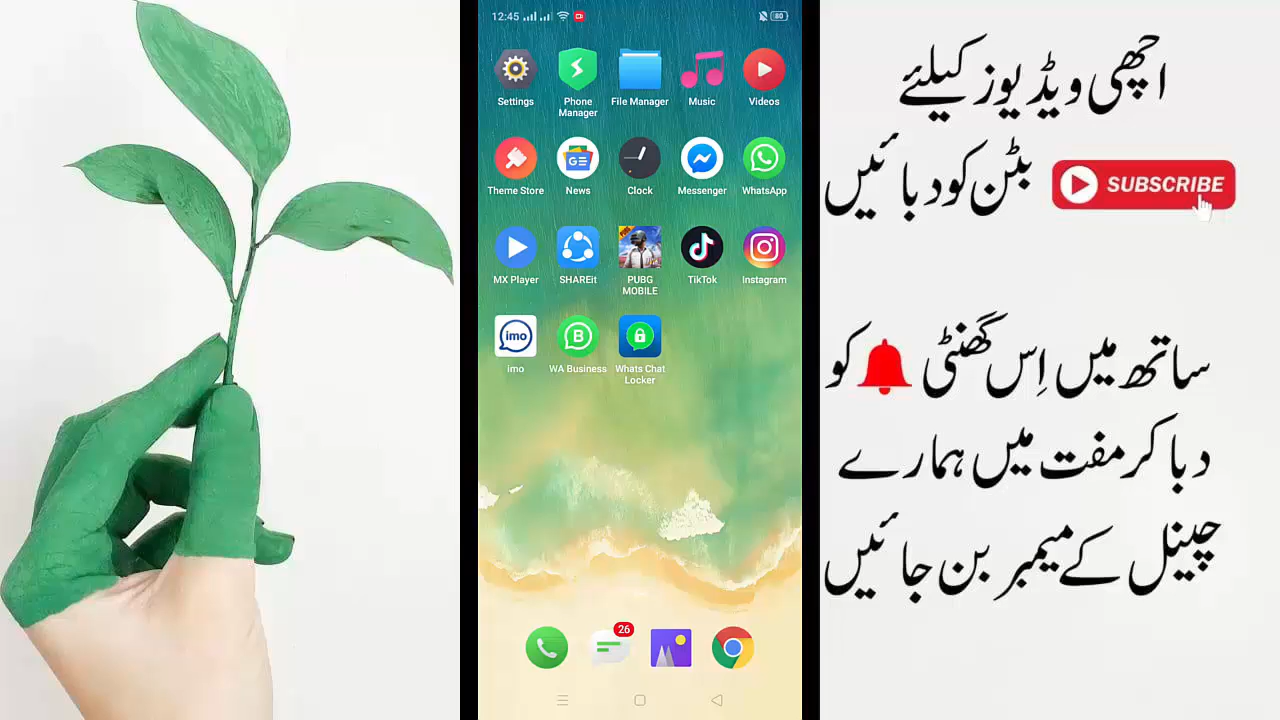 12:45
80
Settings
Phone Manager
File Manager
Music
Videos
Theme Store
News
Clock
Messenger
WhatsApp
MX Player
SHAREit
PUBG MOBILE
TikTok
Instagram
imo
imo
B
WA Business
Whats Chat Locker
26
اچھی ویڈیوز کیلئے
بٹن کو دبائیں SUBSCRIBE
ساتھ میں اِس گھنٹی کو
دبا کر مفت میں ہمارے
چینل کے میمبر بن جائیں